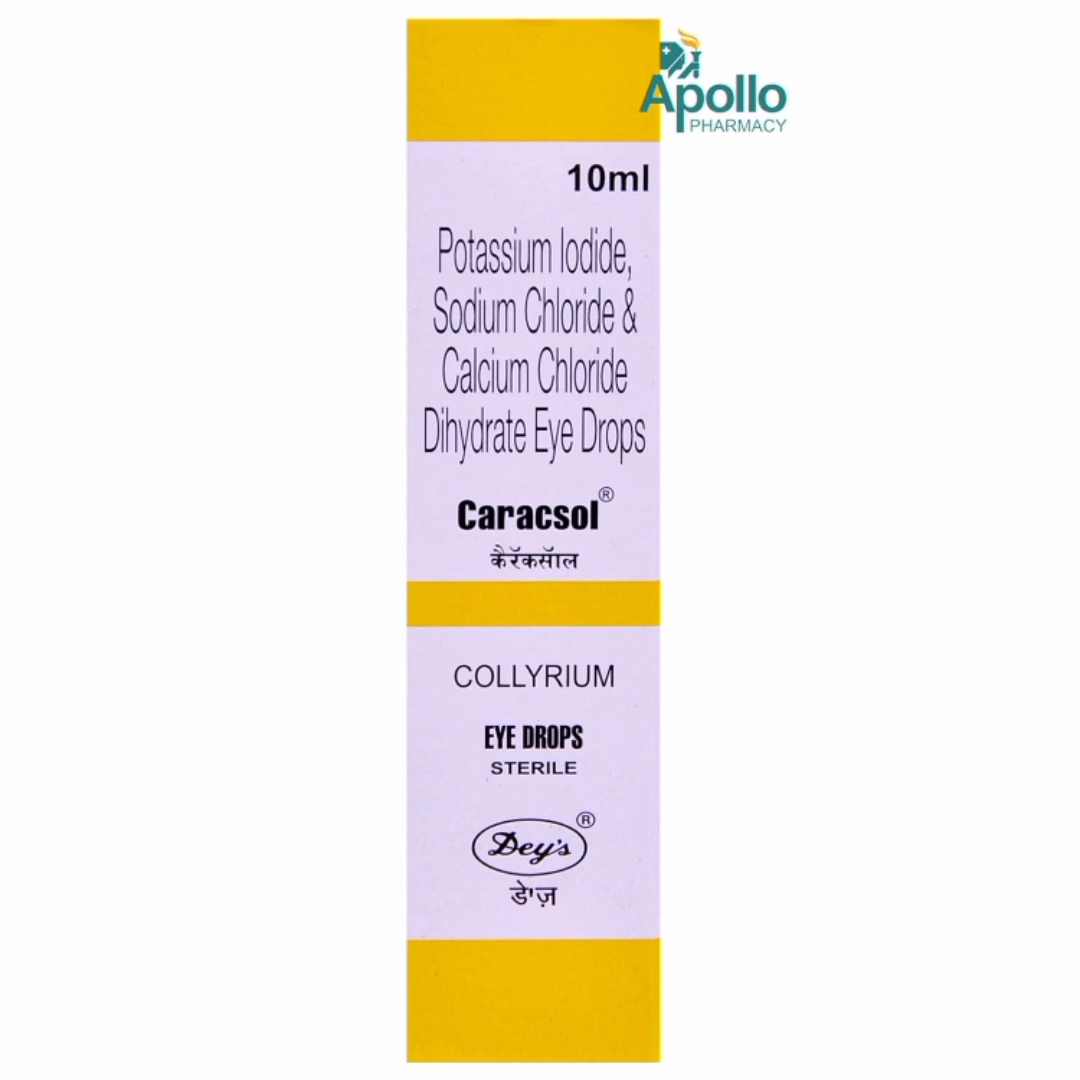 Apollo
PHARMACY
10ml
Potassium Iodide,
Sodium Chloride &
Calcium Chloride
Dihydrate Eye Drops
Caracsol®
कैरॅकसॅाल
COLLYRIUM
EYE DROPS
STERILE
Dey's®
डे'ज़